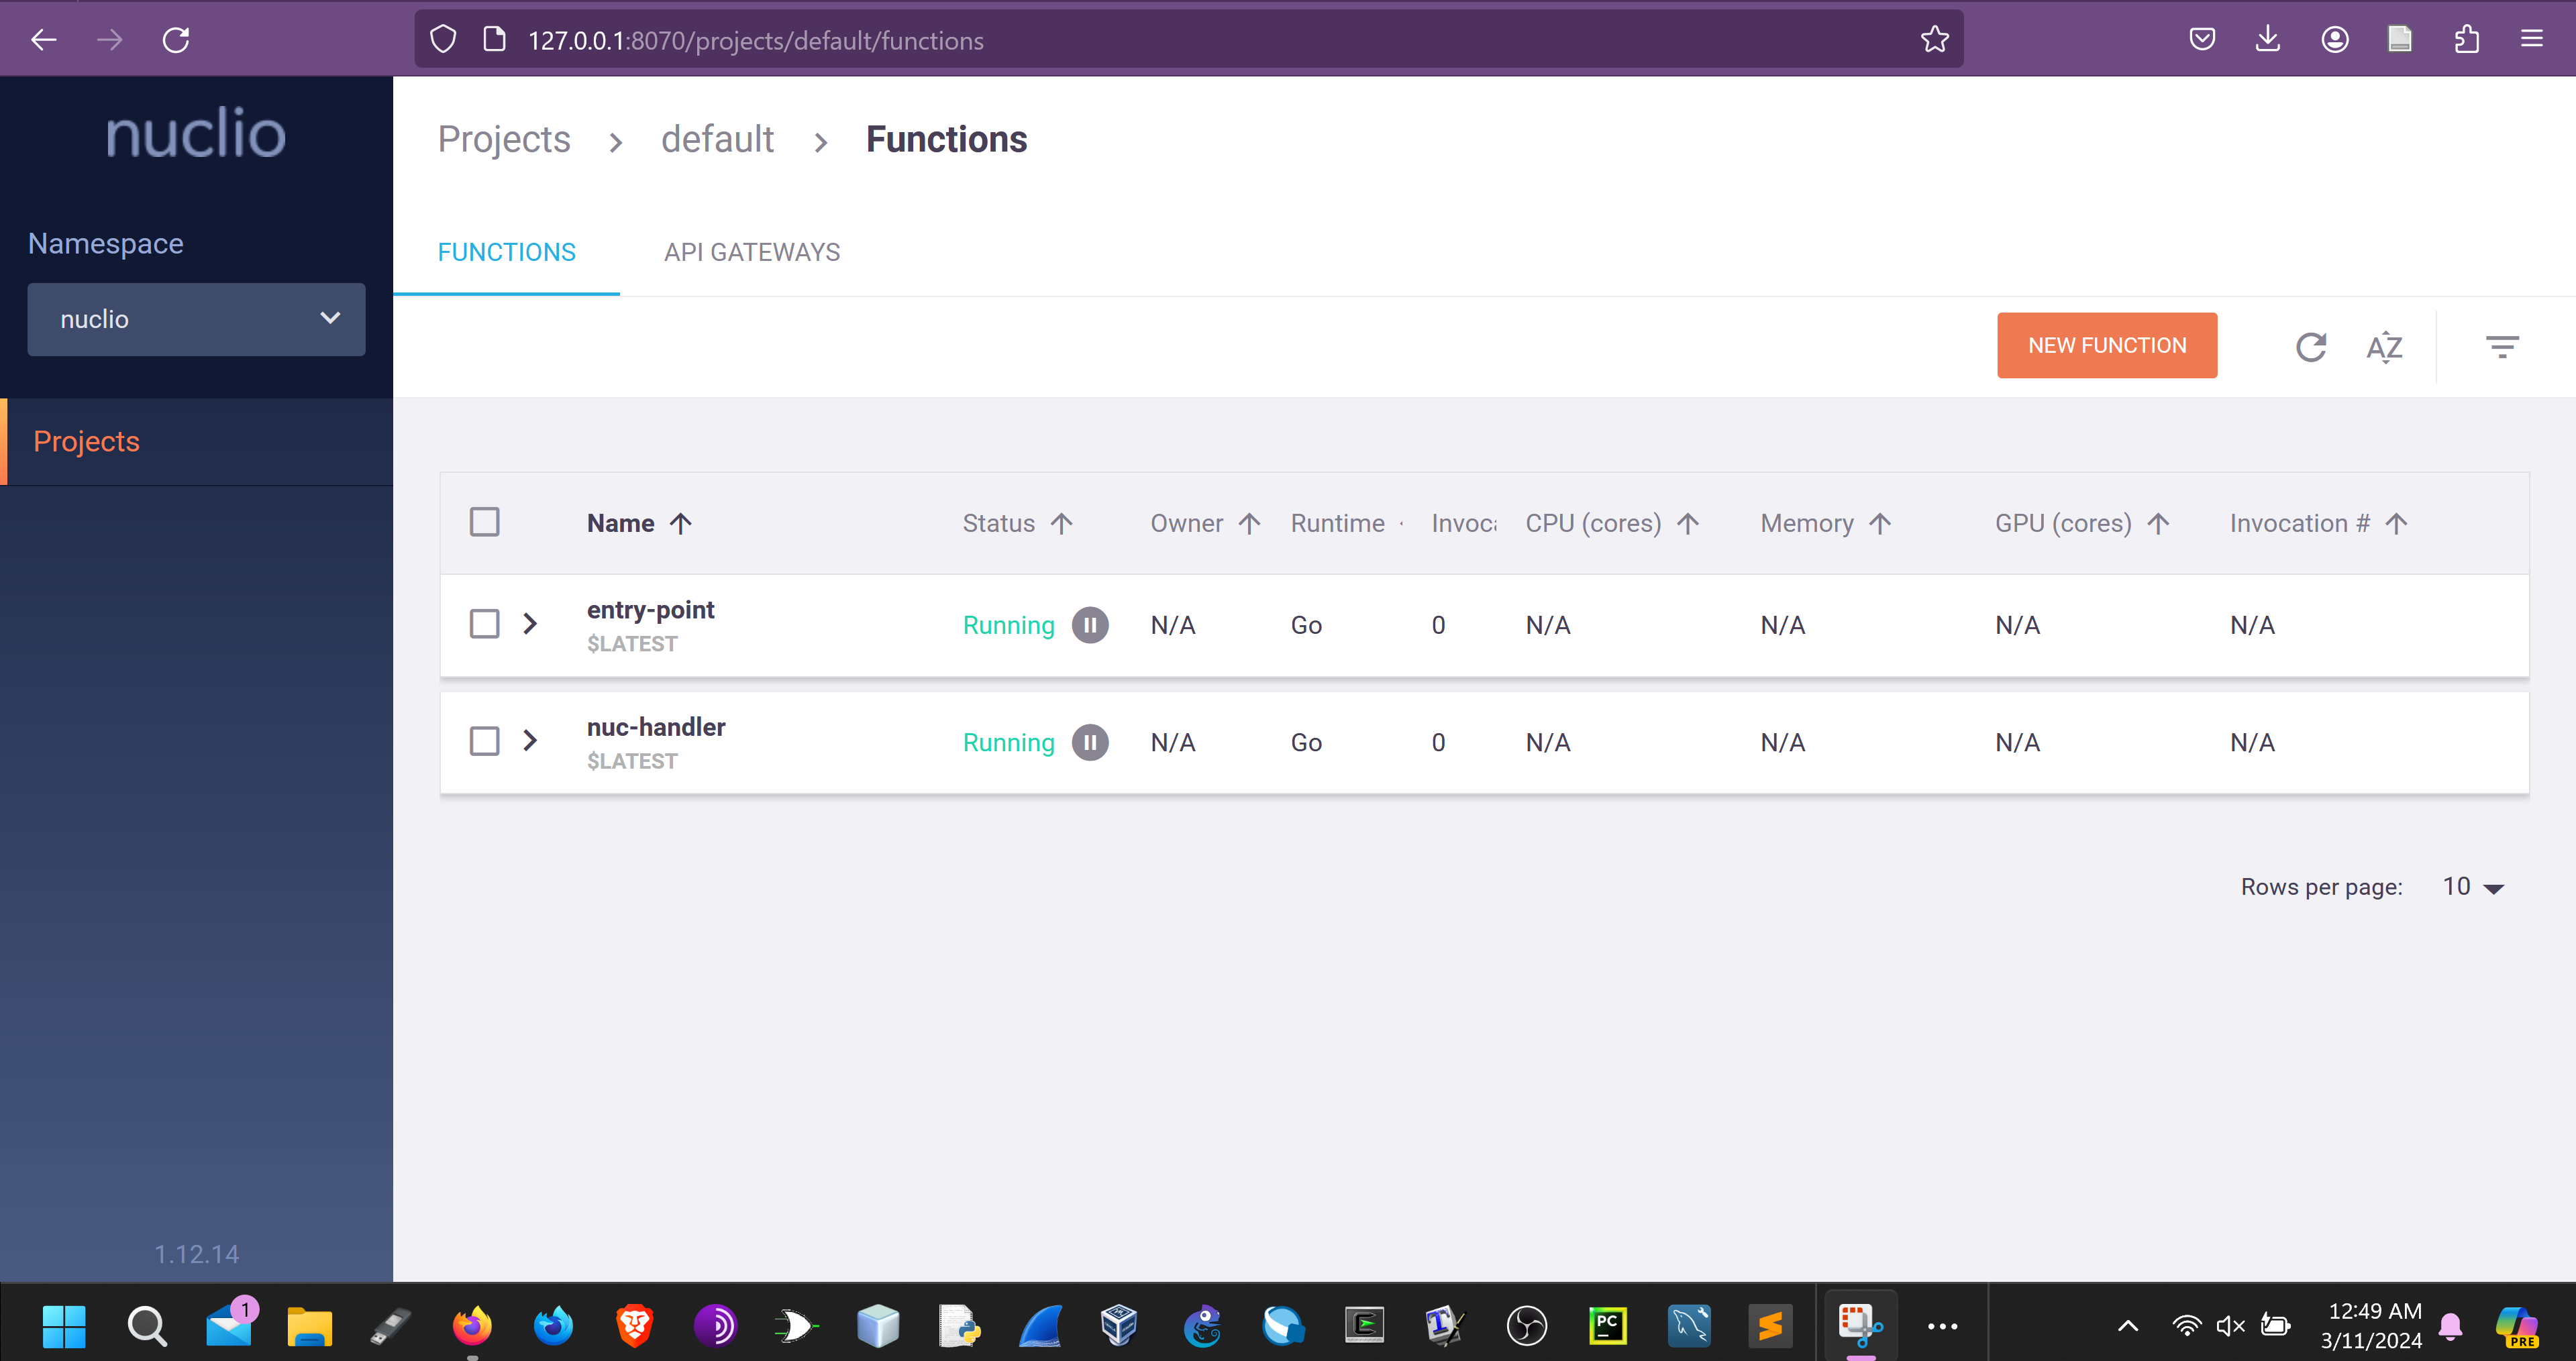 127.0.0.1:8070/projects/default/functions
nuclio
Namespace
nuclio
Projects
1.12.14
Projects > default > Functions
FUNCTIONS API GATEWAYS
NEW FUNCTION
AZ
Name Status Owner Runtime Invoca CPU (cores) Memory GPU (cores) Invocation #
entry-point Running N/A Go 0 N/A N/A N/A N/A
$LATEST
nuc-handler Running N/A Go 0 N/A N/A N/A N/A
$LATEST
Rows per page: 10
1
PC
12:49 AM
3/11/2024
PRE